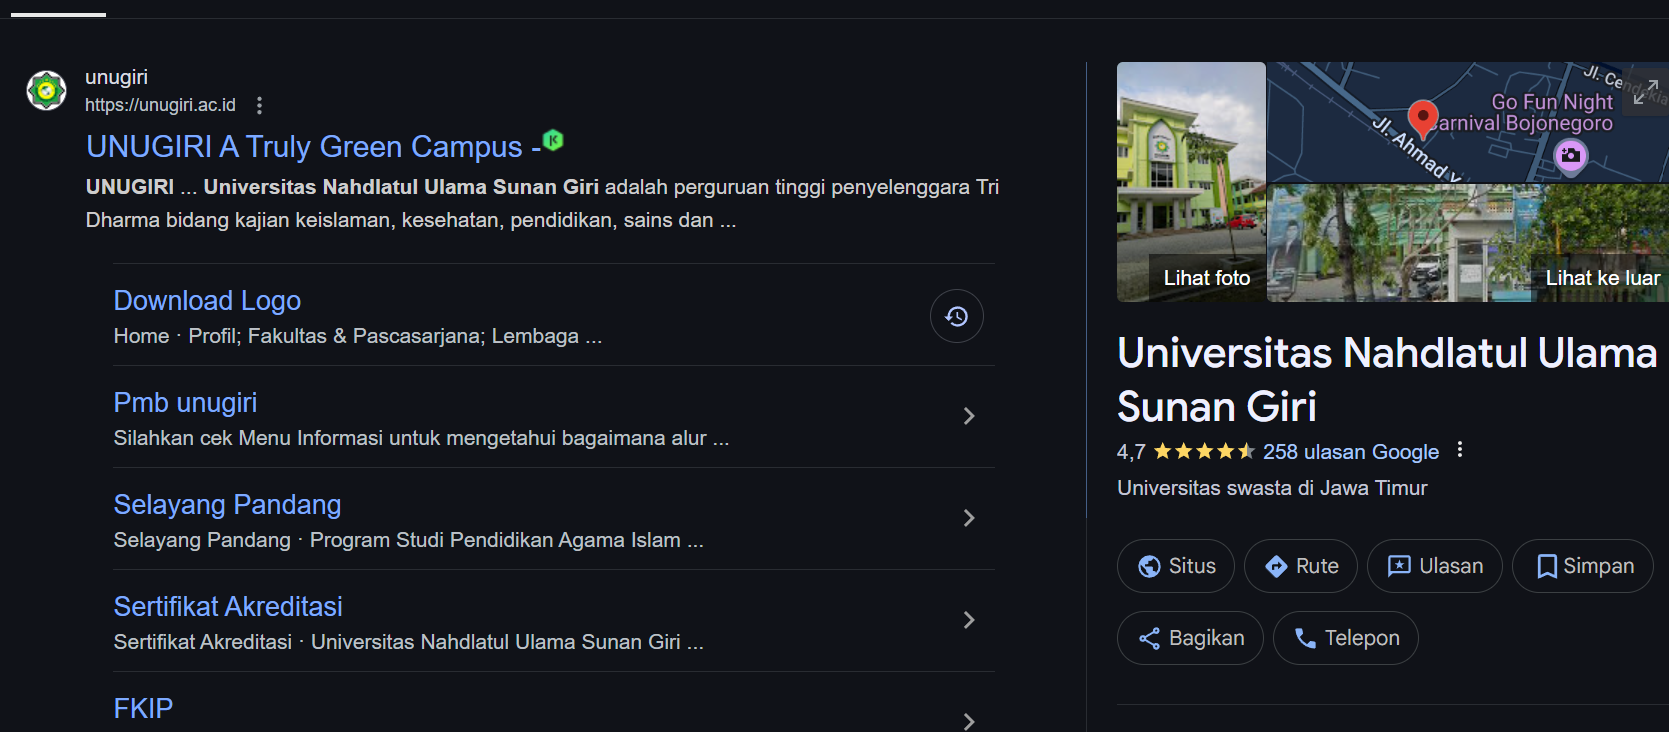 unugiri
https://unugiri.ac.id
UNUGIRI A Truly Green Campus -
UNUGIRI ... Universitas Nahdlatul Ulama Sunan Giri adalah perguruan tinggi penyelenggara Tri
Dharma bidang kajian keislaman, kesehatan, pendidikan, sains dan ...
Download Logo
Home · Profil; Fakultas & Pascasarjana; Lembaga ...
Pmb unugiri
Silahkan cek Menu Informasi untuk mengetahui bagaimana alur ...
Selayang Pandang
Selayang Pandang · Program Studi Pendidikan Agama Islam ...
Sertifikat Akreditasi
Sertifikat Akreditasi · Universitas Nahdlatul Ulama Sunan Giri ...
FKIP
Jl. Cendekia
Go Fun Night
Carnival Bojonegoro
Jl. Ahmad Y
Lihat foto
Lihat ke luar
Universitas Nahdlatul Ulama
Sunan Giri
4,7 258 ulasan Google
Universitas swasta di Jawa Timur
Situs
Rute
Ulasan
Simpan
Bagikan
Telepon